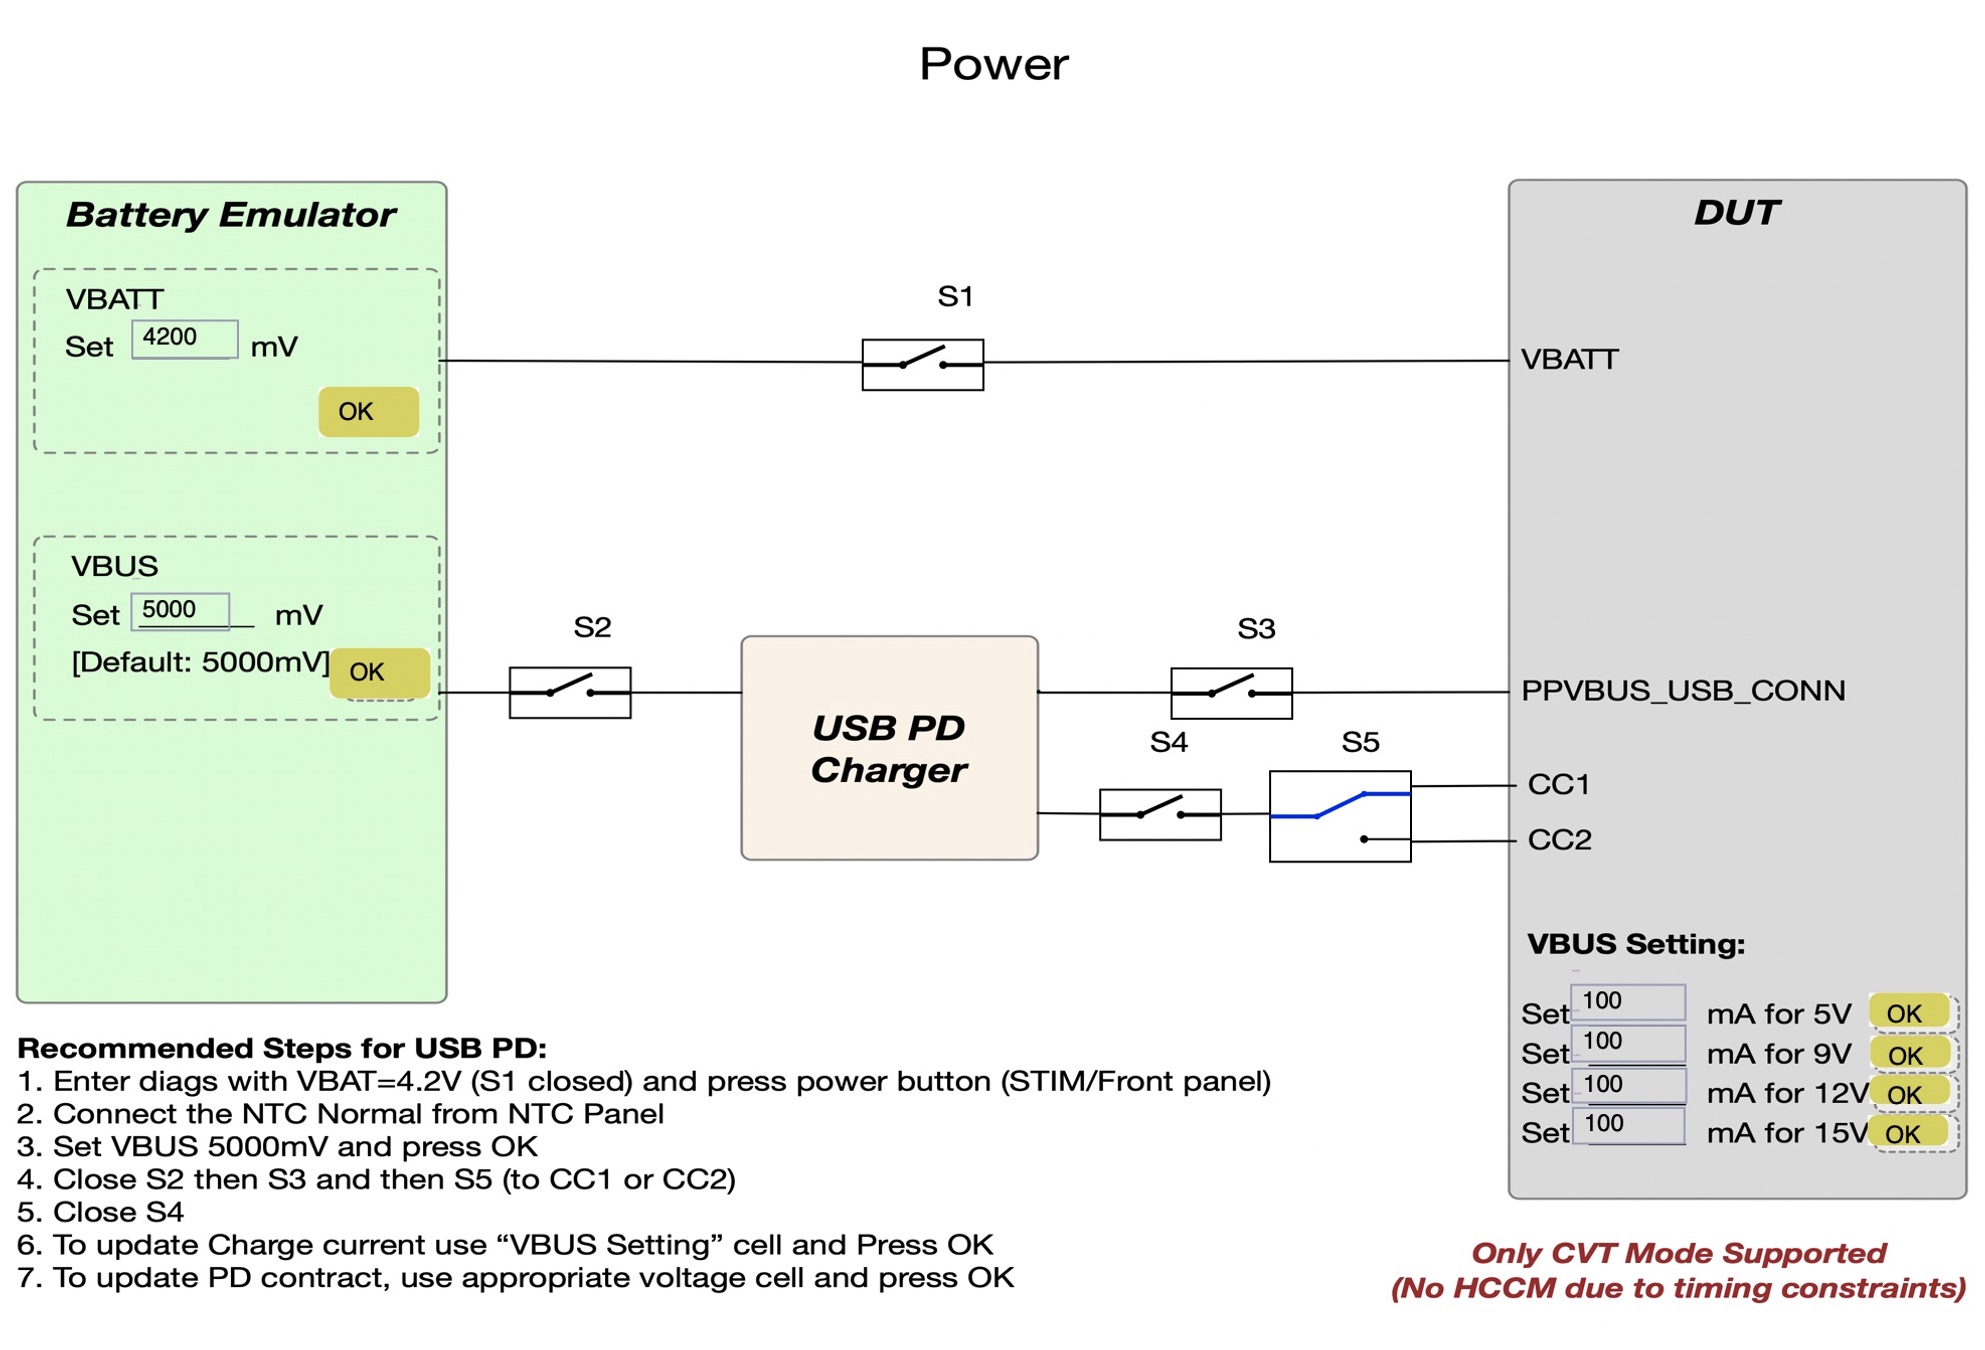 Power
Battery Emulator
VBATT
Set 4200 mV
OK
VBUS
Set 5000 mV
[Default: 5000mV]
OK
S1
S2
USB PD
Charger
S3
S4
S5
DUT
VBATT
PPVBUS_USB_CONN
CC1
CC2
VBUS Setting:
Set 100 mA for 5V OK
Set 100 mA for 9V OK
Set 100 mA for 12V OK
Set 100 mA for 15V OK
Recommended Steps for USB PD:
1. Enter diags with VBAT=4.2V (S1 closed) and press power button (STIM/Front panel)
2. Connect the NTC Normal from NTC Panel
3. Set VBUS 5000mV and press OK
4. Close S2 then S3 and then S5 (to CC1 or CC2)
5. Close S4
6. To update Charge current use “VBUS Setting” cell and Press OK
7. To update PD contract, use appropriate voltage cell and press OK
Only CVT Mode Supported
(No HCCM due to timing constraints)